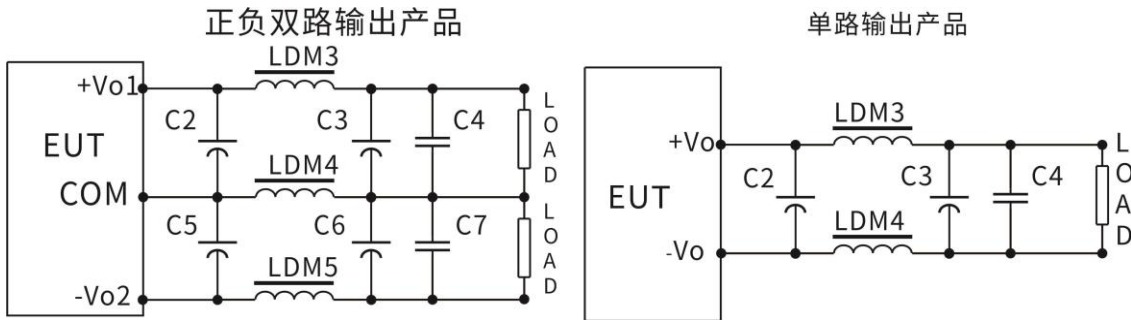 正负双路输出产品
LDM3
+Vo1
C2
C3
C4
LOAD
EUT
LDM4
COM
C5
C6
C7
LOAD
LDM5
-Vo2
单路输出产品
LDM3
+Vo
C2
C3
C4
LOAD
EUT
LDM4
-Vo